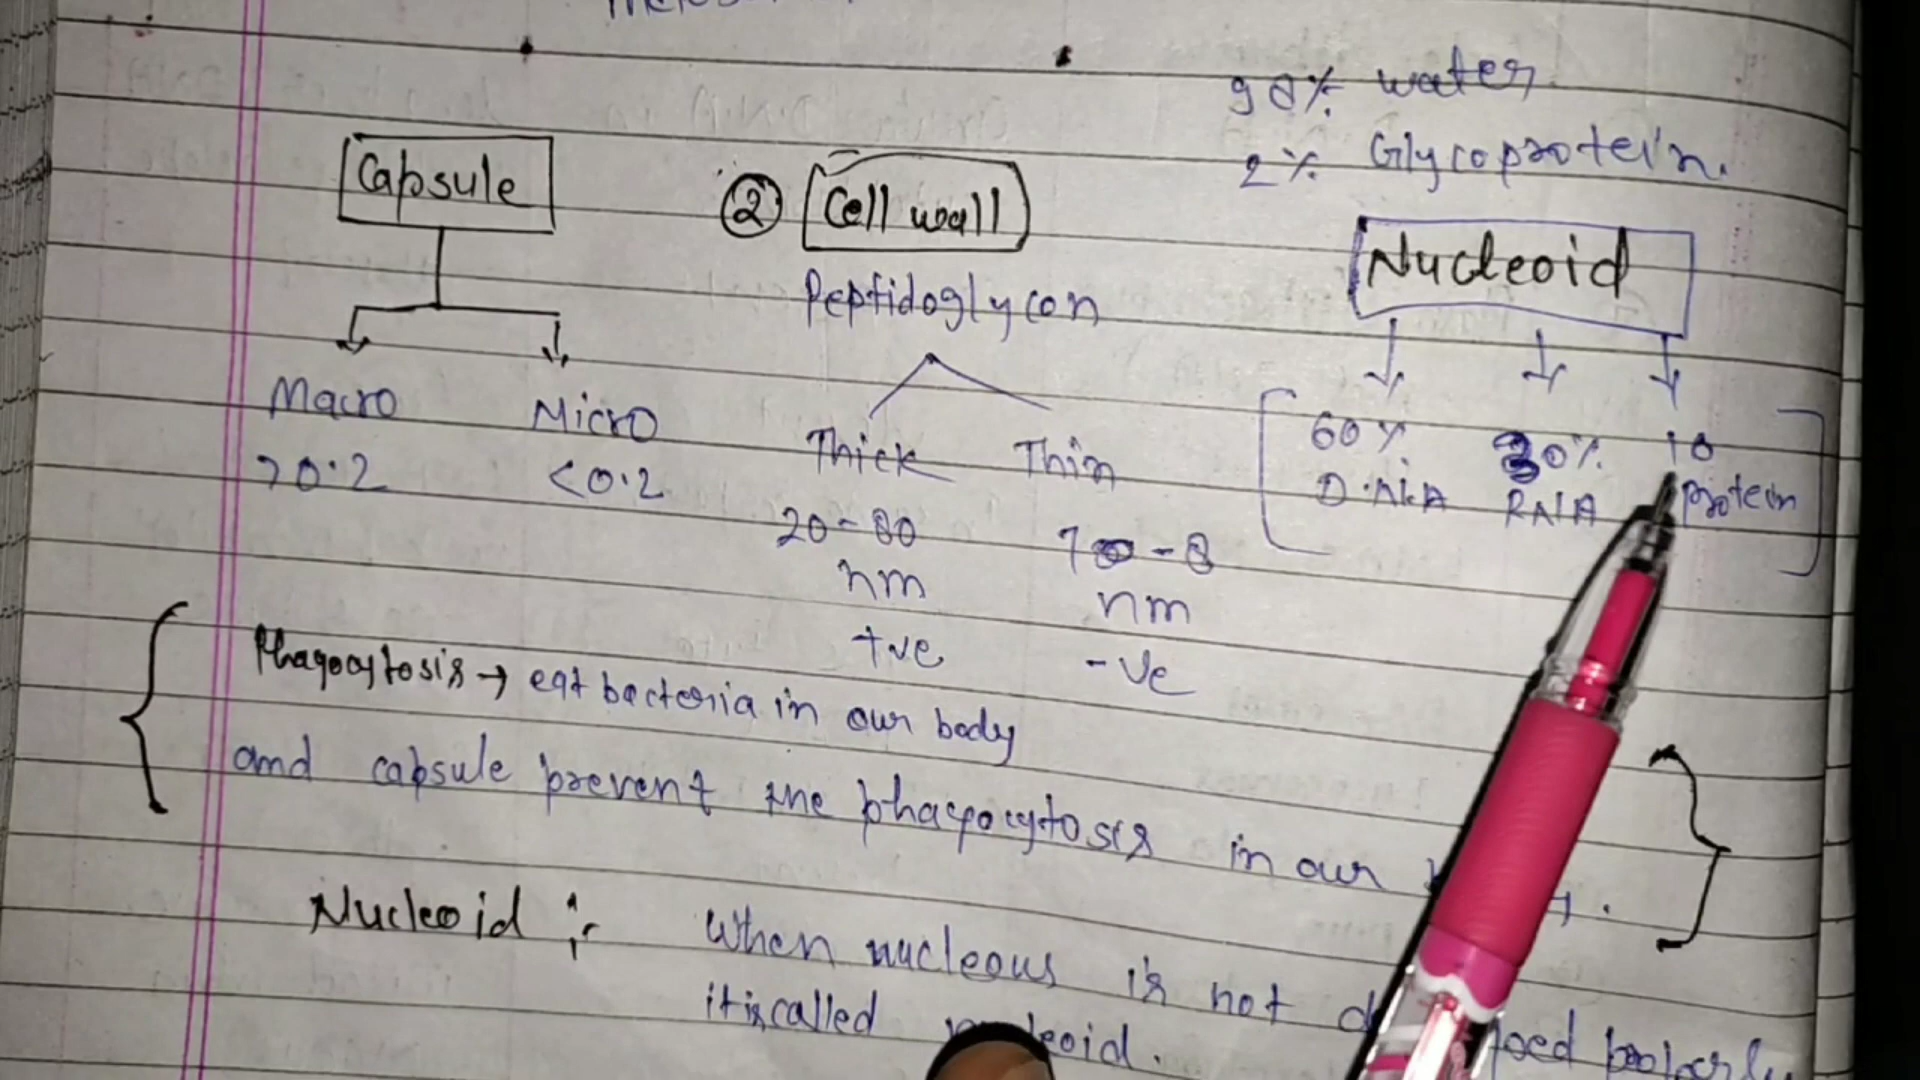 98% water
2% Glycoprotein.
Capsule
② Cell wall
Nucleoid
Peptidoglycan
Macro Micro
>0.2 <0.2
Thick Thin
20-80 7-8
nm nm
+ve -ve
60% 30% 10
D.NA RNA protein
Phagocytosis → eat bacteria in our body
and capsule prevent the phagocytosis in our
Nucleoid :- When nucleous is not
it is called